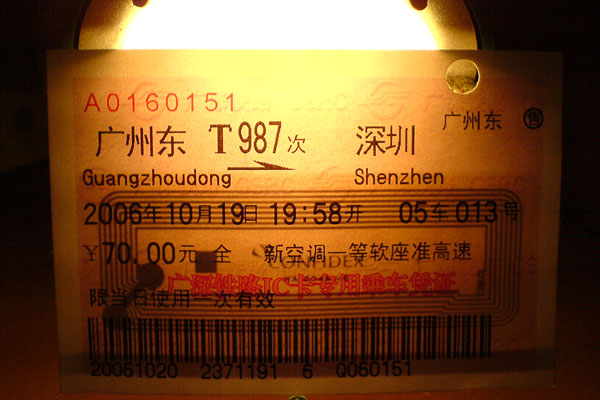 A0160151
广州东 售
广州东 T987次 深圳
Guangzhoudong Shenzhen
2006年10月19日 19:58开 05车 013号
¥70.00元 全 新空调一等软座准高速
CONFIDEX
广深铁路IC卡专用乘车凭证
限当日使用一次有效
20061020 2371191 6 Q060151